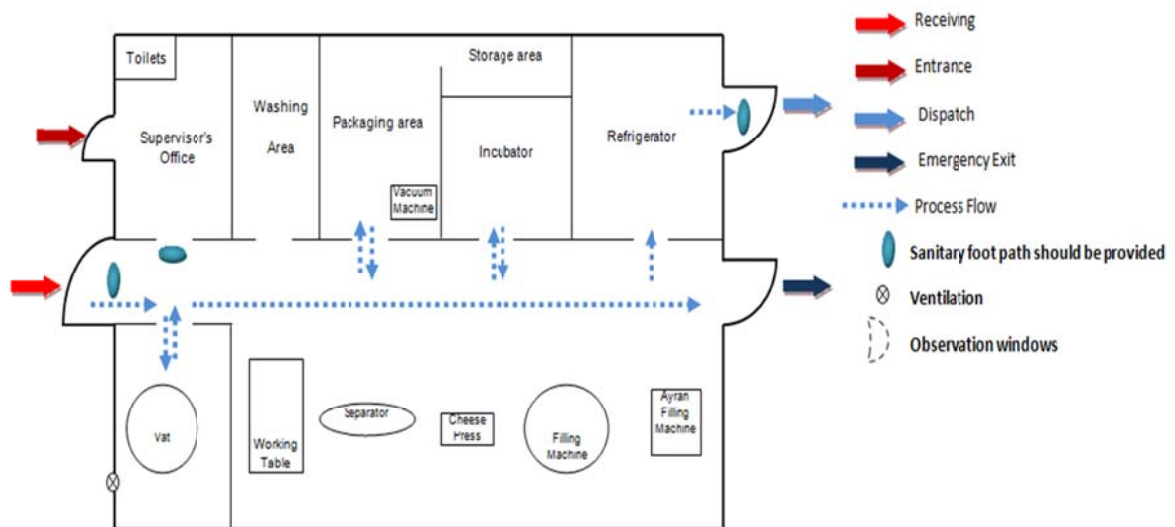 Toilets
Supervisor's
Office
Washing
Area
Packaging area
Vacuum
Machine
Storage area
Incubator
Refrigerator
Vat
Working
Table
Separator
Cheese
Press
Filling
Machine
Ayran
Filling
Machine
Receiving
Entrance
Dispatch
Emergency Exit
Process Flow
Sanitary foot path should be provided
Ventilation
Observation windows